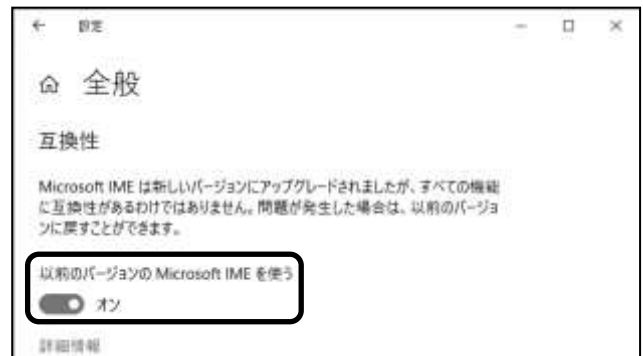 ← 設定
全般
互換性
Microsoft IME は新しいバージョンにアップグレードされましたが、すべての機能
に互換性があるわけではありません。問題が発生した場合は、以前のバージョ
ンに戻すことができます。
以前のバージョンの Microsoft IME を使う
オン
詳細情報